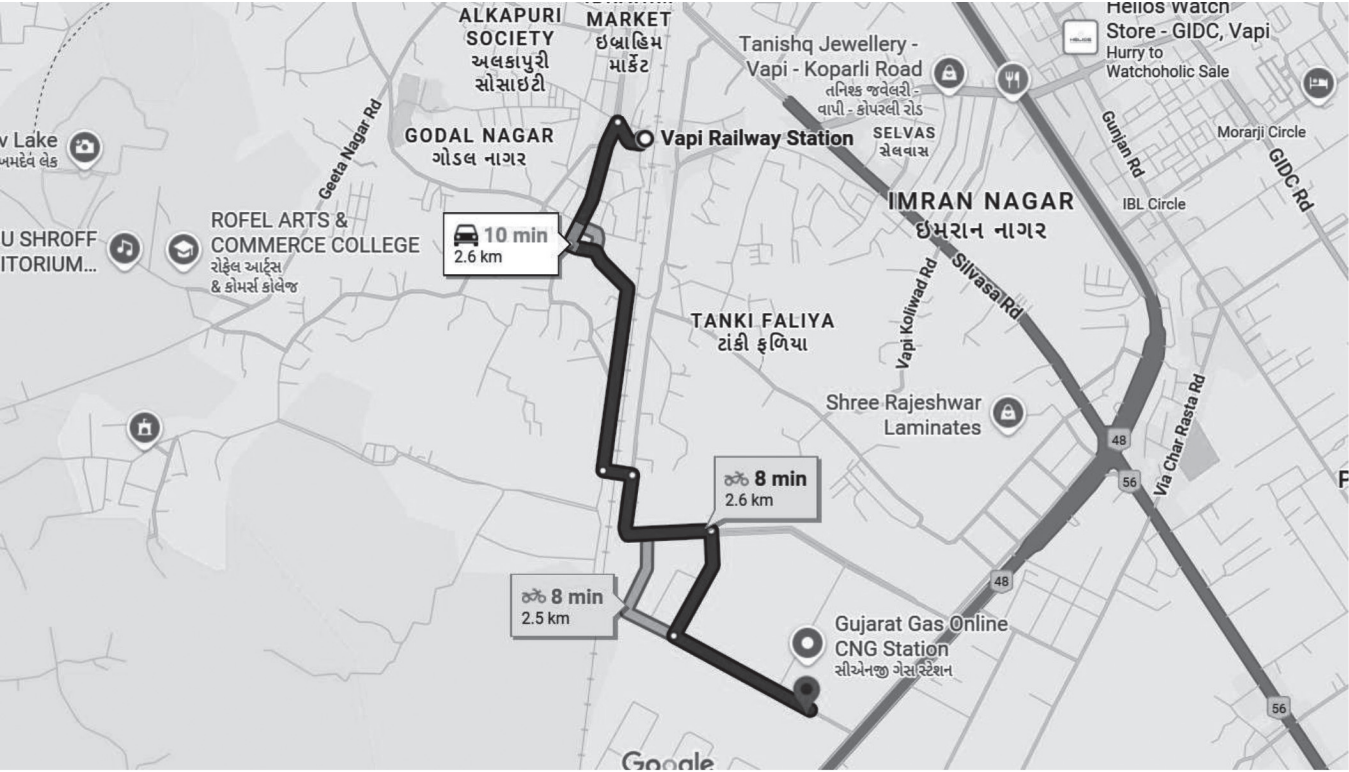 ALKAPURI
SOCIETY
અલકાપુરી
સોસાઇટી
MARKET
ઇબ્રાહિમ
માર્કેટ
Helios Watch
Store - GIDC, Vapi
Hurry to
Watchoholic Sale
Tanishq Jewellery -
Vapi - Koparli Road
તનિશ્ક જ્વેલરી -
વાપી - કોપરલી રોડ
GODAL NAGAR
ગોડલ નાગર
Vapi Railway Station
SELVAS
સેલવાસ
Gunjan Rd
Morarji Circle
GIDC Rd
v Lake
Geeta Nagar Rd
IMRAN NAGAR
ઇમરાન નાગર
IBL Circle
U SHROFF
ITORIUM...
ROFEL ARTS &
COMMERCE COLLEGE
રોફેલ આર્ટ્સ
& કોમર્સ કોલેજ
10 min
2.6 km
Silvasa Rd
Vapi Koliwad Rd
TANKI FALIYA
ટાંકી ફળિયા
Shree Rajeshwar
Laminates
Via Char Rasta Rd
48
56
8 min
2.6 km
48
8 min
2.5 km
Gujarat Gas Online
CNG Station
સીએનજી ગેસ સ્ટેશન
56
Google